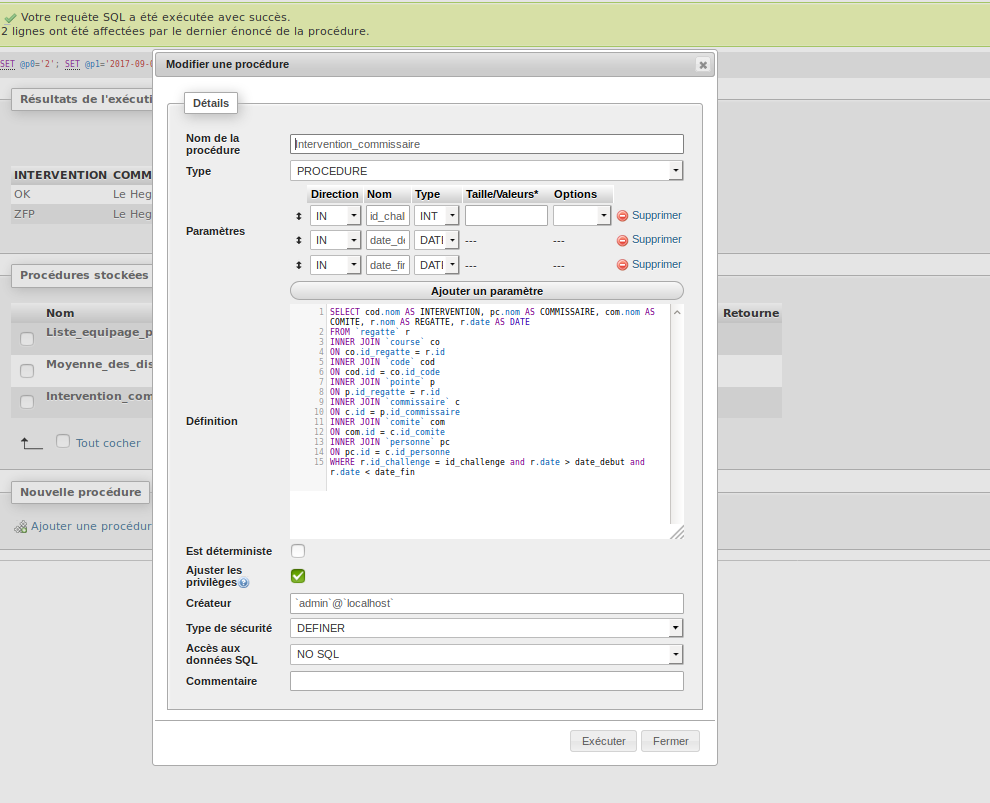 Votre requête SQL a été exécutée avec succès.
2 lignes ont été affectées par le dernier énoncé de la procédure.
SET @p0='2'; SET @p1='2017-09-
Modifier une procédure
Résultats de l'exécuti
Détails
Nom de la procédure
Intervention_commissaire
Type
PROCEDURE
INTERVENTION COMM
OK Le Heg
ZFP Le Heg
Direction Nom Type Taille/Valeurs* Options
Paramètres
IN id_chal INT Supprimer
IN date_de DATI --- --- Supprimer
IN date_fin DATI --- --- Supprimer
Ajouter un paramètre
Procédures stockées
Nom
Retourne
Liste_equipage_p
Moyenne_des_dis
Intervention_com
Tout cocher
Nouvelle procédure
Ajouter une procédur
Définition
1 SELECT cod.nom AS INTERVENTION, pc.nom AS COMMISSAIRE, com.nom AS
COMITE, r.nom AS REGATTE, r.date AS DATE
2 FROM `regatte` r
3 INNER JOIN `course` co
4 ON co.id_regatte = r.id
5 INNER JOIN `code` cod
6 ON cod.id = co.id_code
7 INNER JOIN `pointe` p
8 ON p.id_regatte = r.id
9 INNER JOIN `commissaire` c
10 ON c.id = p.id_commissaire
11 INNER JOIN `comite` com
12 ON com.id = c.id_comite
13 INNER JOIN `personne` pc
14 ON pc.id = c.id_personne
15 WHERE r.id_challenge = id_challenge and r.date > date_debut and
r.date < date_fin
Est déterministe
Ajuster les privilèges
Créateur
`admin`@`localhost`
Type de sécurité
DEFINER
Accès aux données SQL
NO SQL
Commentaire
Exécuter
Fermer